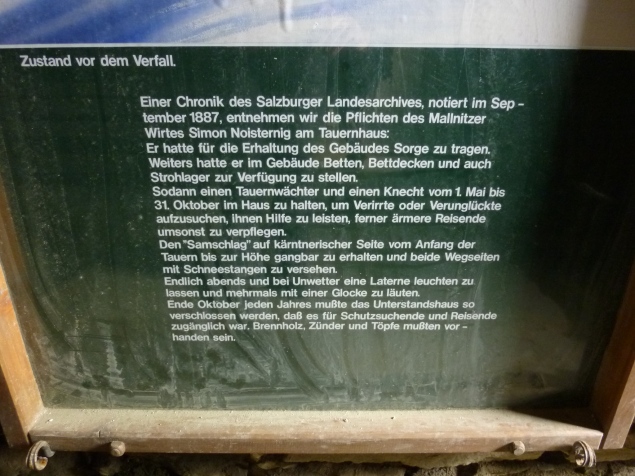 Zustand vor dem Verfall.
Einer Chronik des Salzburger Landesarchives, notiert im Sep -
tember 1887, entnehmen wir die Pflichten des Mallnitzer
Wirtes Simon Noisternig am Tauernhaus:
Er hatte für die Erhaltung des Gebäudes Sorge zu tragen.
Weiters hatte er im Gebäude Betten, Bettdecken und auch
Strohlager zur Verfügung zu stellen.
Sodann einen Tauernwächter und einen Knecht vom 1. Mai bis
31. Oktober im Haus zu halten, um Verirrte oder Verunglückte
aufzusuchen, ihnen Hilfe zu leisten, ferner ärmere Reisende
umsonst zu verpflegen.
Den "Samschlag" auf kärntnerischer Seite vom Anfang der
Tauern bis zur Höhe gangbar zu erhalten und beide Wegseiten
mit Schneestangen zu versehen.
Endlich abends und bei Unwetter eine Laterne leuchten zu
lassen und mehrmals mit einer Glocke zu läuten.
Ende Oktober jeden Jahres mußte das Unterstandshaus so
verschlossen werden, daß es für Schutzsuchende und Reisende
zugänglich war. Brennholz, Zünder und Töpfe mußten vor -
handen sein.